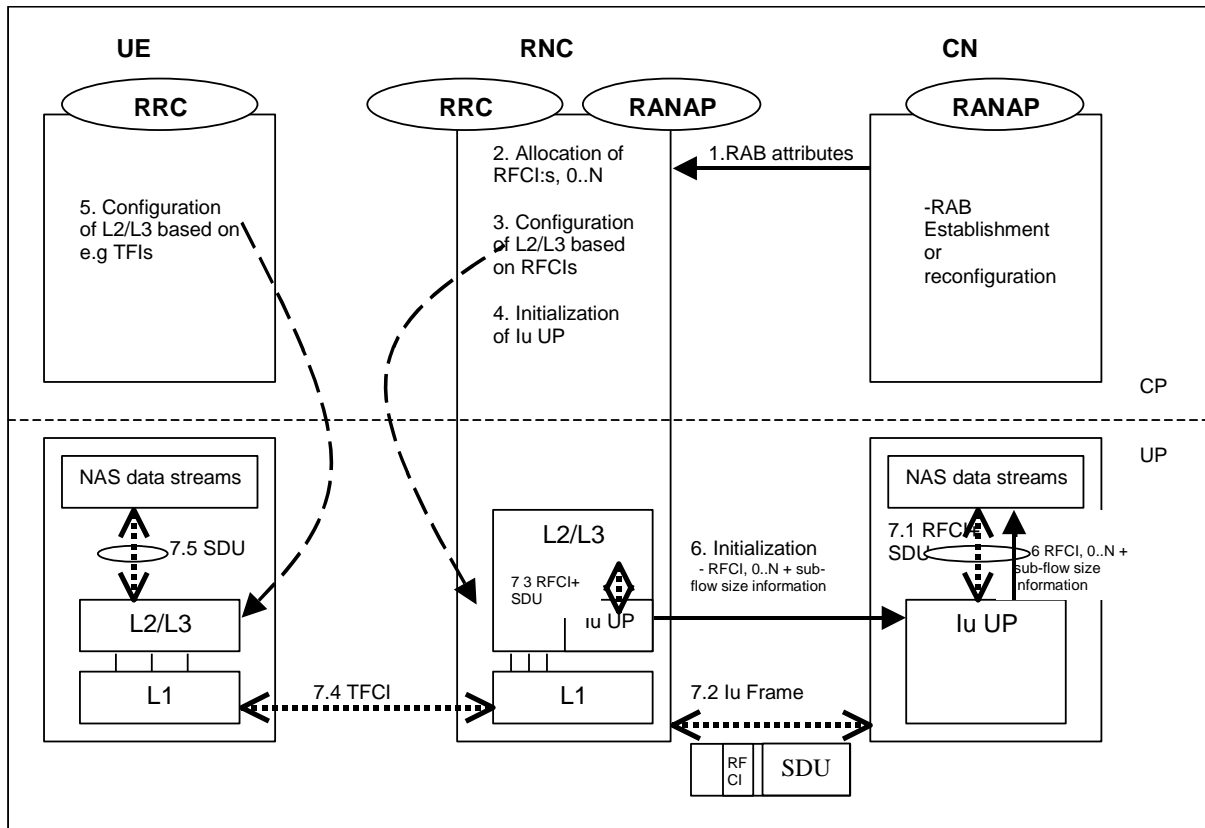 UE
RNC
CN
RRC
RRC
RANAP
RANAP
2. Allocation of
RFCI:s, 0..N
1.RAB attributes
5. Configuration
of L2/L3 based on
e.g TFIs
3. Configuration
of L2/L3 based
on RFCIs
-RAB
Establishment
or
reconfiguration
4. Initialization
of Iu UP
CP
UP
NAS data streams
NAS data streams
7.5 SDU
L2/L3
7 3 RFCI+
SDU
Iu UP
6. Initialization
- RFCI, 0..N + sub-
flow size information
7.1 RFCI+
SDU
6 RFCI, 0..N +
sub-flow size
information
L2/L3
Iu UP
L1
7.4 TFCI
L1
7.2 Iu Frame
RF
CI
SDU